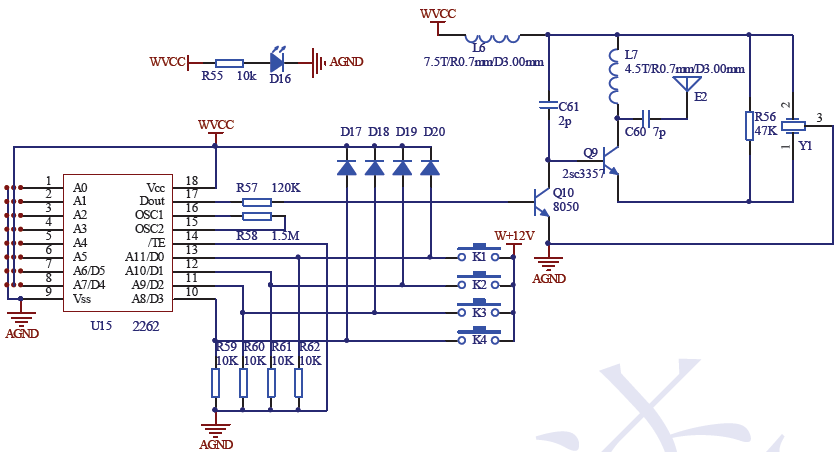 WVCC
L6
7.5T/R0.7mm/D3.00mm
L7
4.5T/R0.7mm/D3.00mm
E2
WVCC
R55
10k
D16
AGND
C61
2p
C60
7p
R56
47K
2
3
1
Y1
Q9
2sc3357
Q10
8050
AGND
WVCC
D17
D18
D19
D20
1 A0 Vcc 18
2 A1 Dout 17
3 A2 OSC1 16
4 A3 OSC2 15
5 A4 /TE 14
6 A5 A11/D0 13
7 A6/D5 A10/D1 12
8 A7/D4 A9/D2 11
9 Vss A8/D3 10
U15
2262
AGND
R57
120K
R58
1.5M
W+12V
K1
K2
K3
K4
R59 R60 R61 R62
10K 10K 10K 10K
AGND